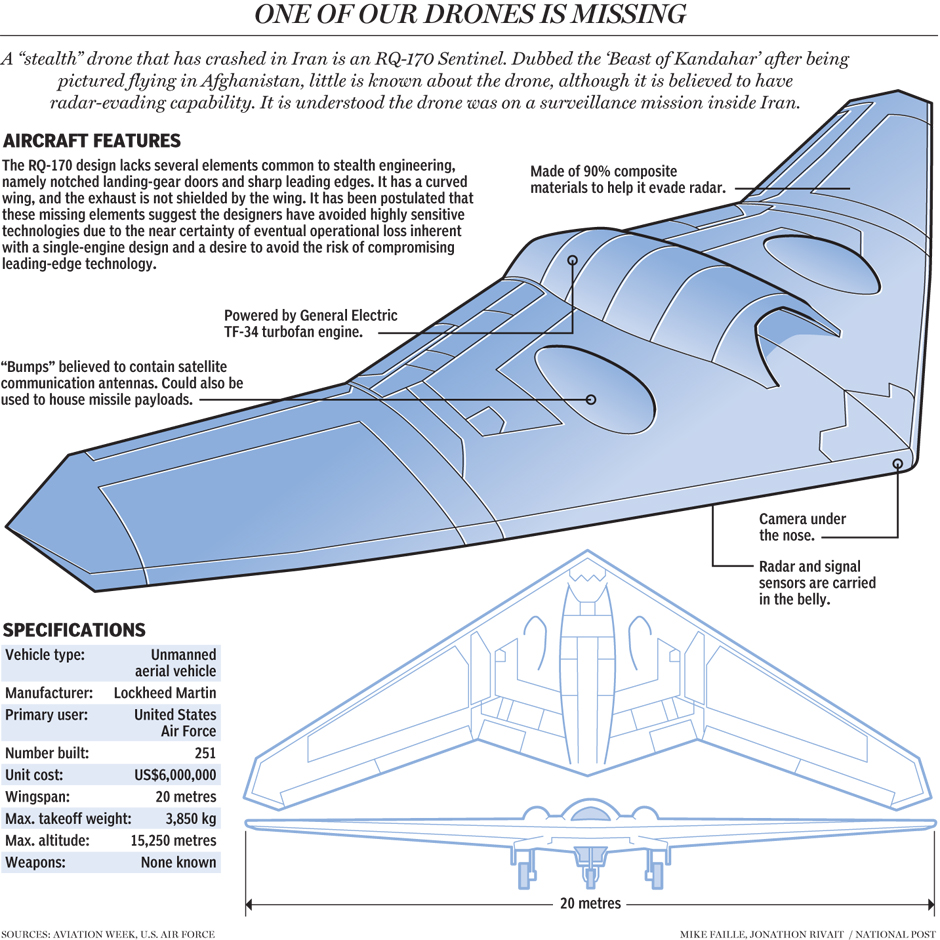 ONE OF OUR DRONES IS MISSING
A “stealth” drone that has crashed in Iran is an RQ-170 Sentinel. Dubbed the ‘Beast of Kandahar’ after being
pictured flying in Afghanistan, little is known about the drone, although it is believed to have
radar-evading capability. It is understood the drone was on a surveillance mission inside Iran.
AIRCRAFT FEATURES
The RQ-170 design lacks several elements common to stealth engineering,
namely notched landing-gear doors and sharp leading edges. It has a curved
wing, and the exhaust is not shielded by the wing. It has been postulated that
these missing elements suggest the designers have avoided highly sensitive
technologies due to the near certainty of eventual operational loss inherent
with a single-engine design and a desire to avoid the risk of compromising
leading-edge technology.
Made of 90% composite
materials to help it evade radar.
Powered by General Electric
TF-34 turbofan engine.
“Bumps” believed to contain satellite
communication antennas. Could also be
used to house missile payloads.
Camera under
the nose.
Radar and signal
sensors are carried
in the belly.
SPECIFICATIONS
Vehicle type: Unmanned
aerial vehicle
Manufacturer: Lockheed Martin
Primary user: United States
Air Force
Number built: 251
Unit cost: US$6,000,000
Wingspan: 20 metres
Max. takeoff weight: 3,850 kg
Max. altitude: 15,250 metres
Weapons: None known
20 metres
SOURCES: AVIATION WEEK, U.S. AIR FORCE
MIKE FAILLE, JONATHON RIVAIT / NATIONAL POST